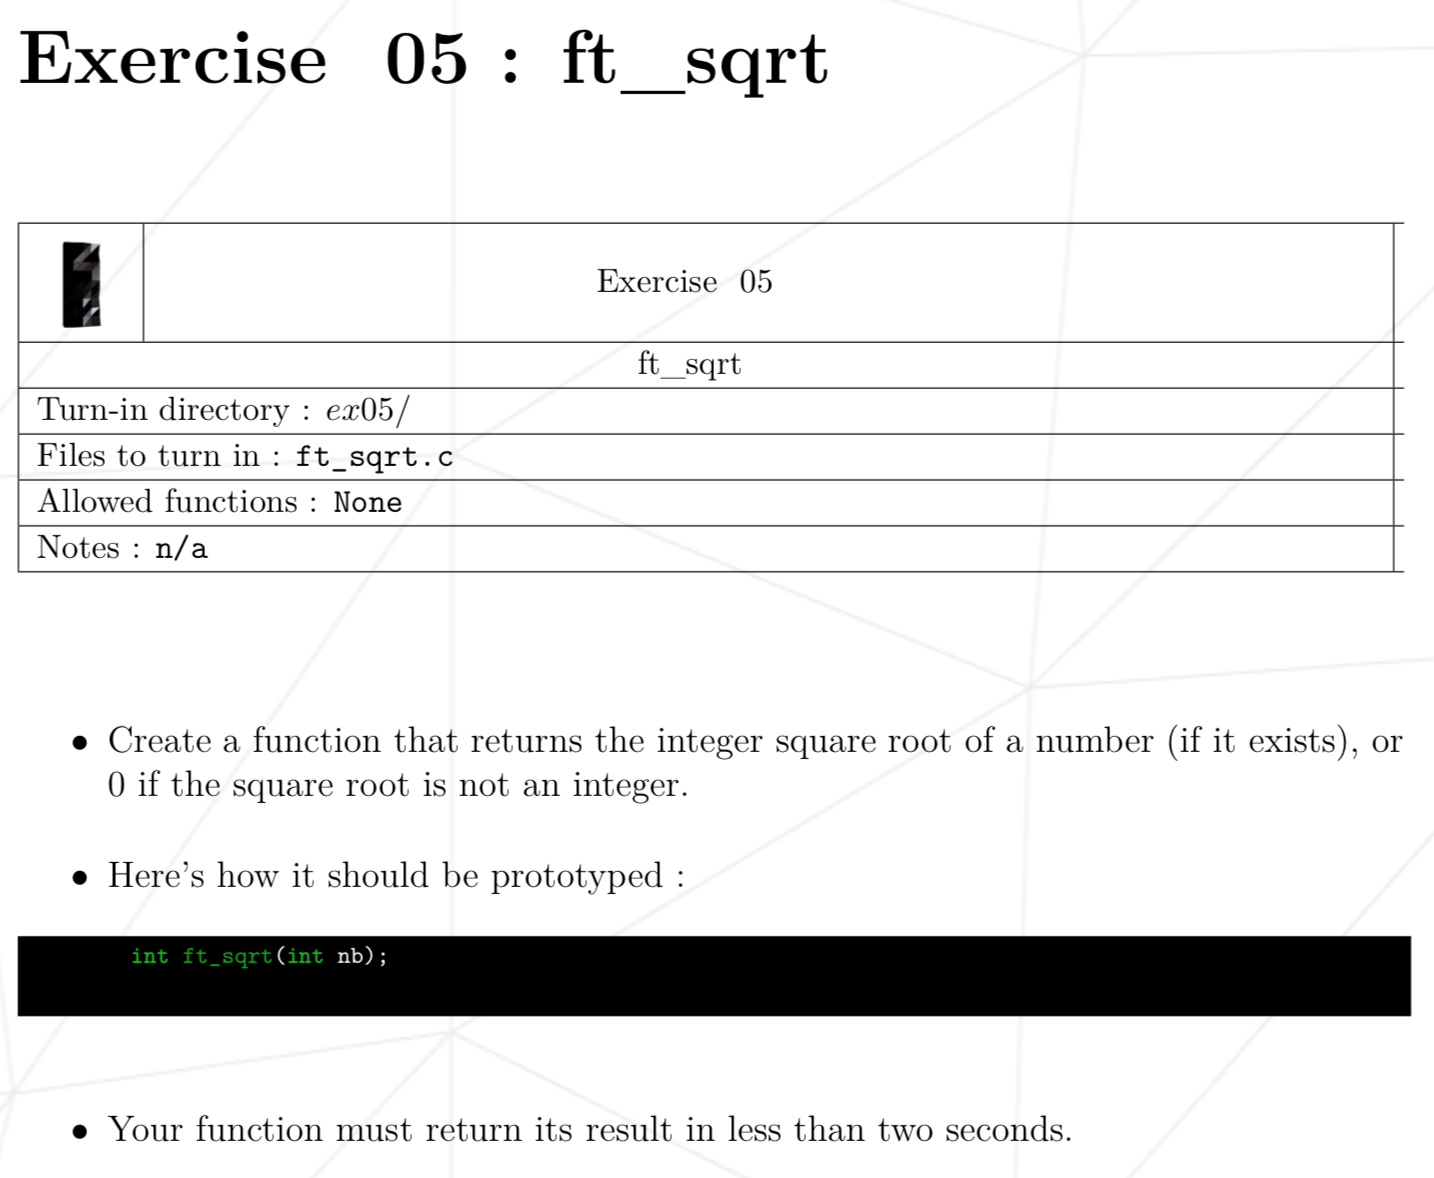 Exercise 05 : ft_sqrt
Exercise 05
ft_sqrt
Turn-in directory : ex05/
Files to turn in : ft_sqrt.c
Allowed functions : None
Notes : n/a
• Create a function that returns the integer square root of a number (if it exists), or
0 if the square root is not an integer.
• Here's how it should be prototyped :
int ft_sqrt(int nb);
• Your function must return its result in less than two seconds.